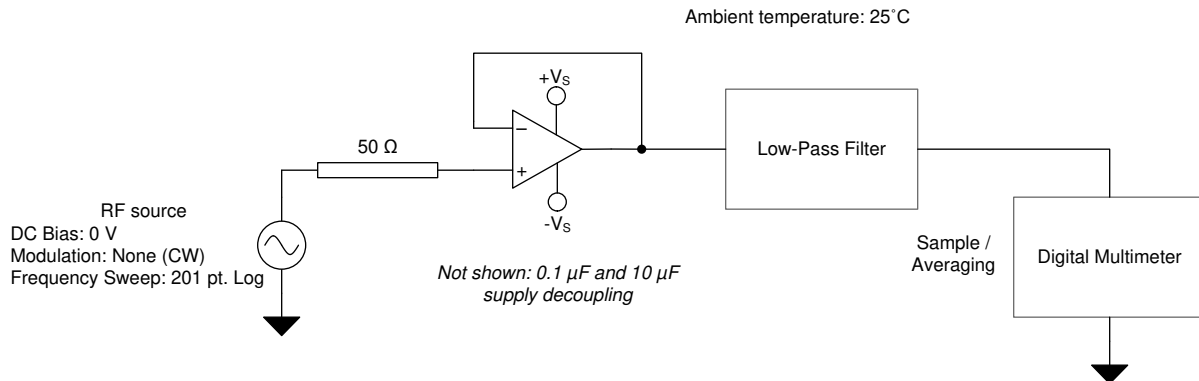 Ambient temperature: 25˚C
+VS
50 Ω
−
+
Low-Pass Filter
-VS
RF source
DC Bias: 0 V
Modulation: None (CW)
Frequency Sweep: 201 pt. Log
Not shown: 0.1 µF and 10 µF
supply decoupling
Sample /
Averaging
Digital Multimeter